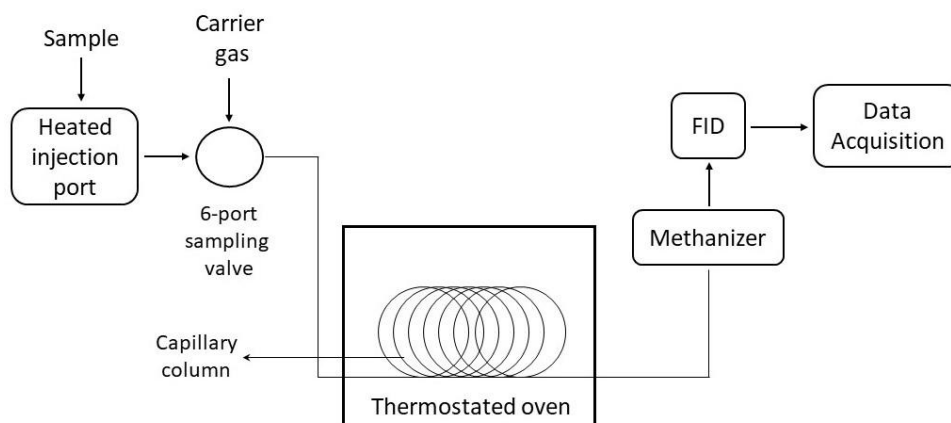 Sample
Carrier
gas
Heated
injection
port
6-port
sampling
valve
Capillary
column
Thermostated oven
Methanizer
FID
Data
Acquisition